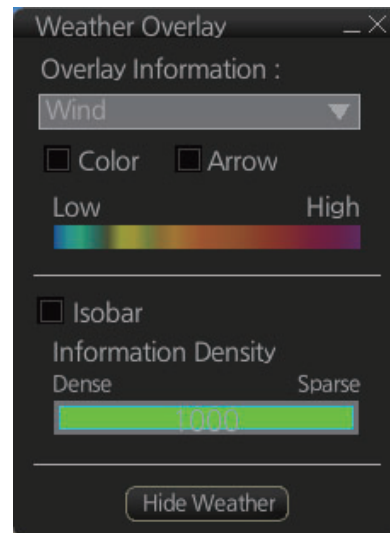 Weather Overlay
Overlay Information :
Wind
Color Arrow
Low High
Isobar
Information Density
Dense Sparse
1000
Hide Weather